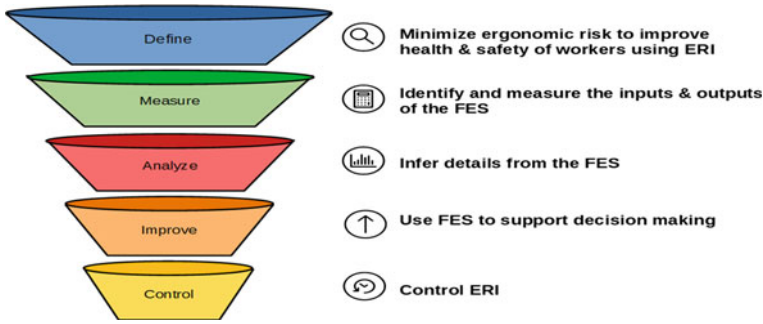 Define
Minimize ergonomic risk to improve
health & safety of workers using ERI
Measure
Identify and measure the inputs & outputs
of the FES
Analyze
Infer details from the FES
Improve
Use FES to support decision making
Control
Control ERI